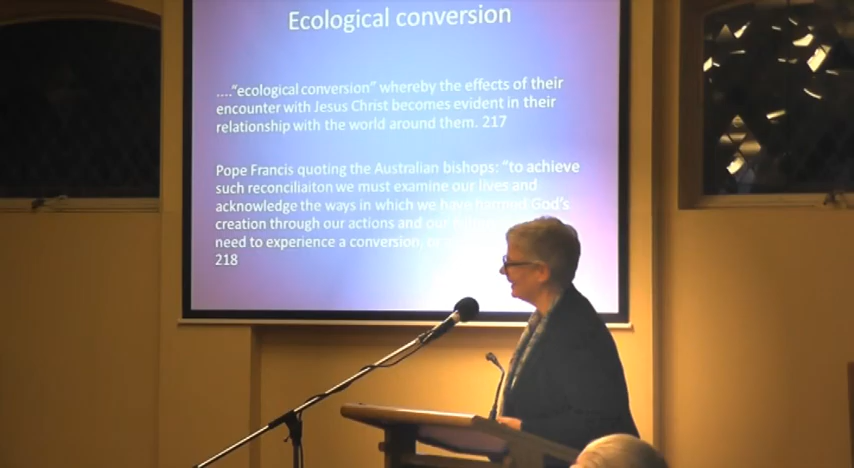 Ecological conversion
...."ecological conversion" whereby the effects of their
encounter with Jesus Christ becomes evident in their
relationship with the world around them. 217
Pope Francis quoting the Australian bishops: "to achieve
such reconciliaiton we must examine our lives and
acknowledge the ways in which we have harmed God's
creation through our actions and our
need to experience a conversion,
218